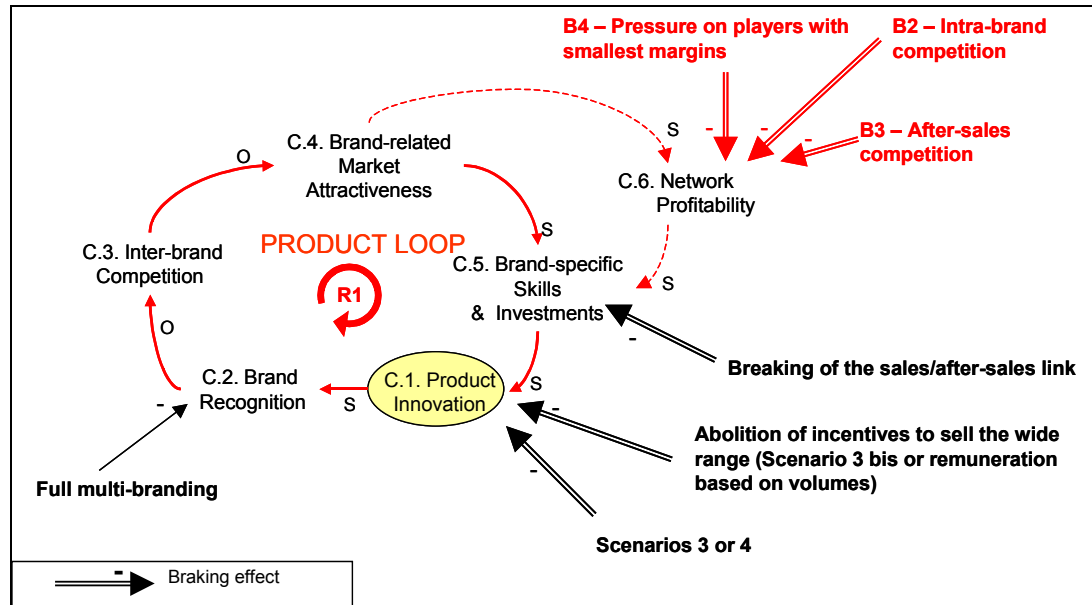 B4 – Pressure on players with
smallest margins
B2 – Intra-brand
competition
B3 – After-sales
competition
-
-
-
S
O
C.4. Brand-related
Market
Attractiveness
C.6. Network
Profitability
S
PRODUCT LOOP
C.3. Inter-brand
Competition
C.5. Brand-specific
Skills
& Investments
S
R1
O
-
Breaking of the sales/after-sales link
C.2. Brand
Recognition
C.1. Product
Innovation
S
S
-
-
-
Abolition of incentives to sell the wide
range (Scenario 3 bis or remuneration
based on volumes)
Full multi-branding
Scenarios 3 or 4
-
Braking effect